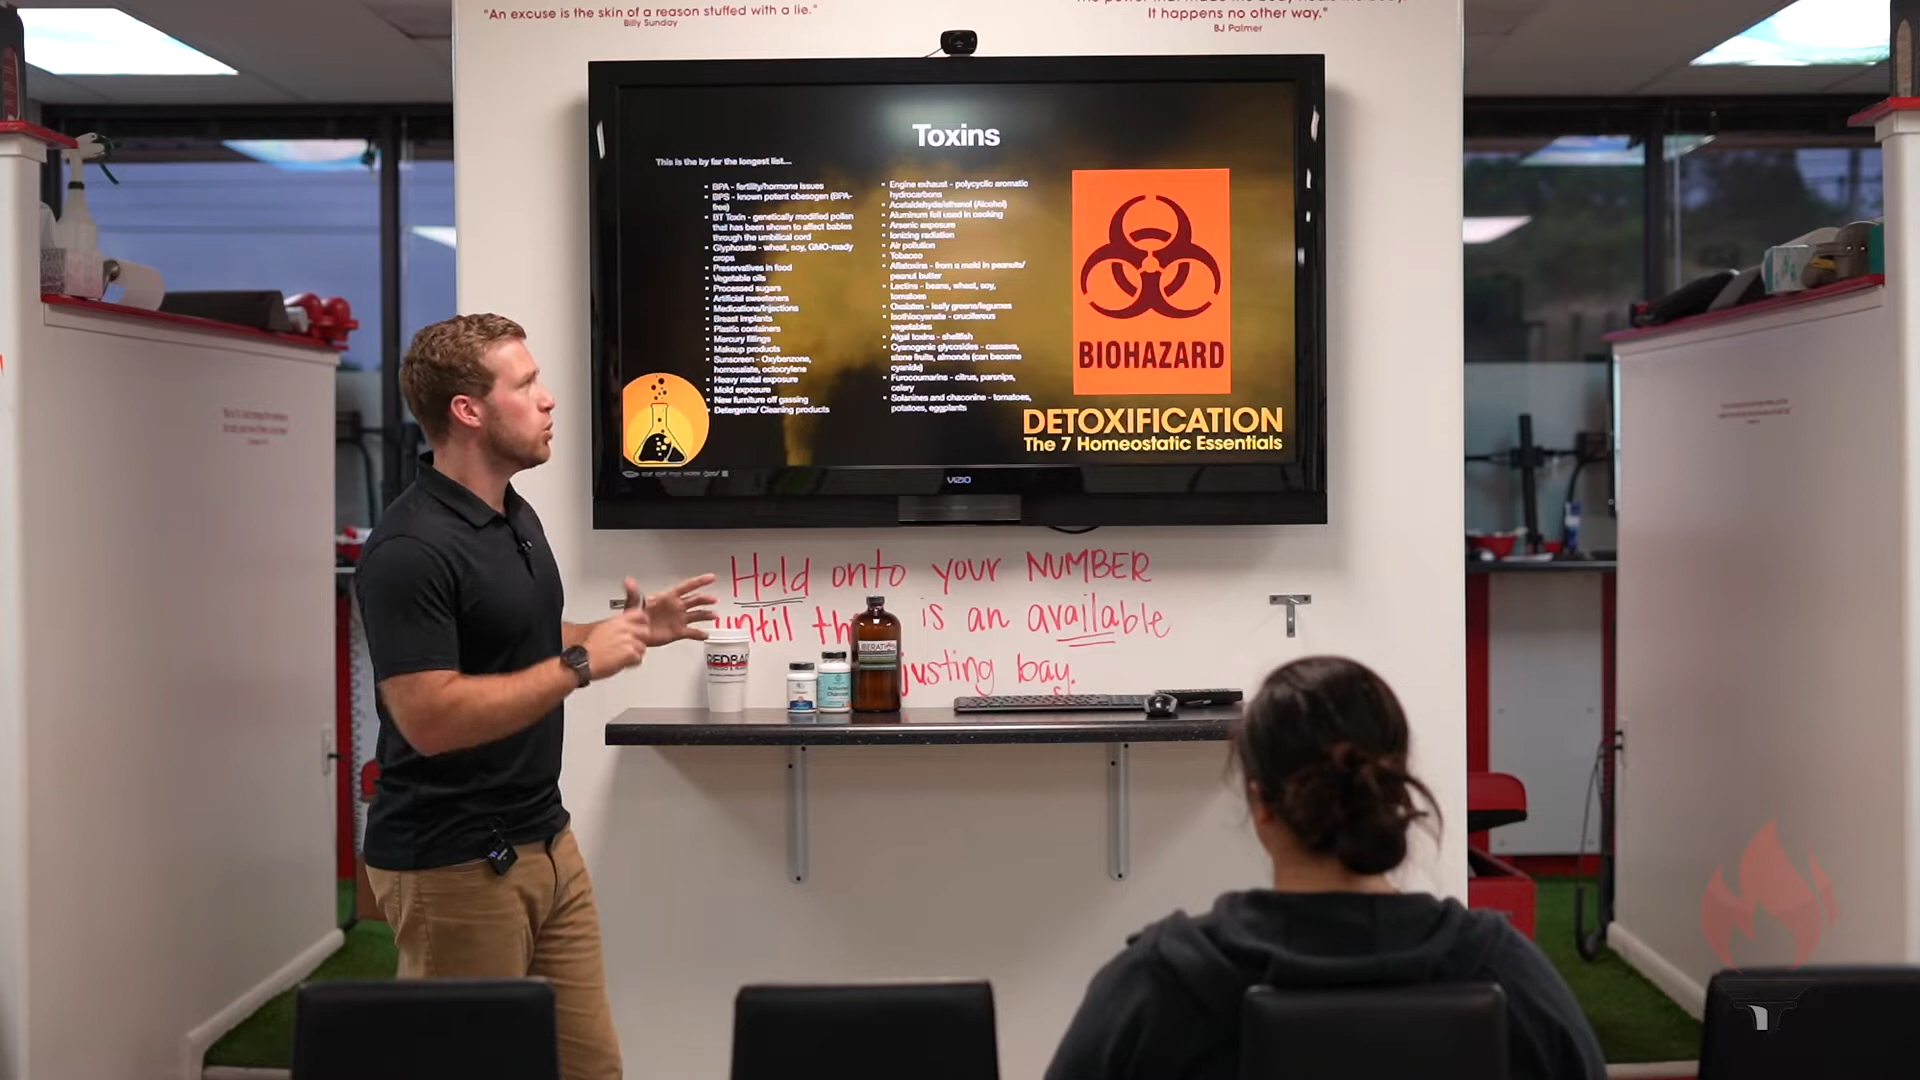 "An excuse is the skin of a reason stuffed with a lie."
Billy Sunday
It happens no other way."
BJ Palmer
Toxins
This is the by far the longest list...
BPA - fertility/hormone issues
BPS - known potent obesogen (BPA-
free)
BT Toxin - genetically modified pollen
that has been shown to affect babies
through the umbilical cord
Glyphosate - wheat, soy, GMO-ready
crops
Preservatives in food
Vegetable oils
Processed sugars
Artificial sweeteners
Medications/injections
Breast implants
Plastic containers
Mercury fillings
Makeup products
Sunscreen - Oxybenzone,
homosalate, octocrylene
Heavy metal exposure
Mold exposure
New furniture off gassing
Detergents/ Cleaning products
Engine exhaust - polycyclic aromatic
hydrocarbons
Acetaldehyde/ethanol (Alcohol)
Aluminum foil used in cooking
Arsenic exposure
Ionizing radiation
Air pollution
Tobacco
Aflatoxins - from a mold in peanuts/
peanut butter
Lectins - beans, wheat, soy,
tomatoes
Oxalates - leafy greens/legumes
Isothiocyanate - cruciferous
vegetables
Algal toxins - shellfish
Cyanogenic glycosides - cassava,
stone fruits, almonds (can become
cyanide)
Furocoumarins - citrus, parsnips,
celery
Solanines and chaconine - tomatoes,
potatoes, eggplants
BIOHAZARD
DETOXIFICATION
The 7 Homeostatic Essentials
VIZIO
Hold onto your NUMBER
until th is an available
justing bay.
REDBA
Activated
Charcoal